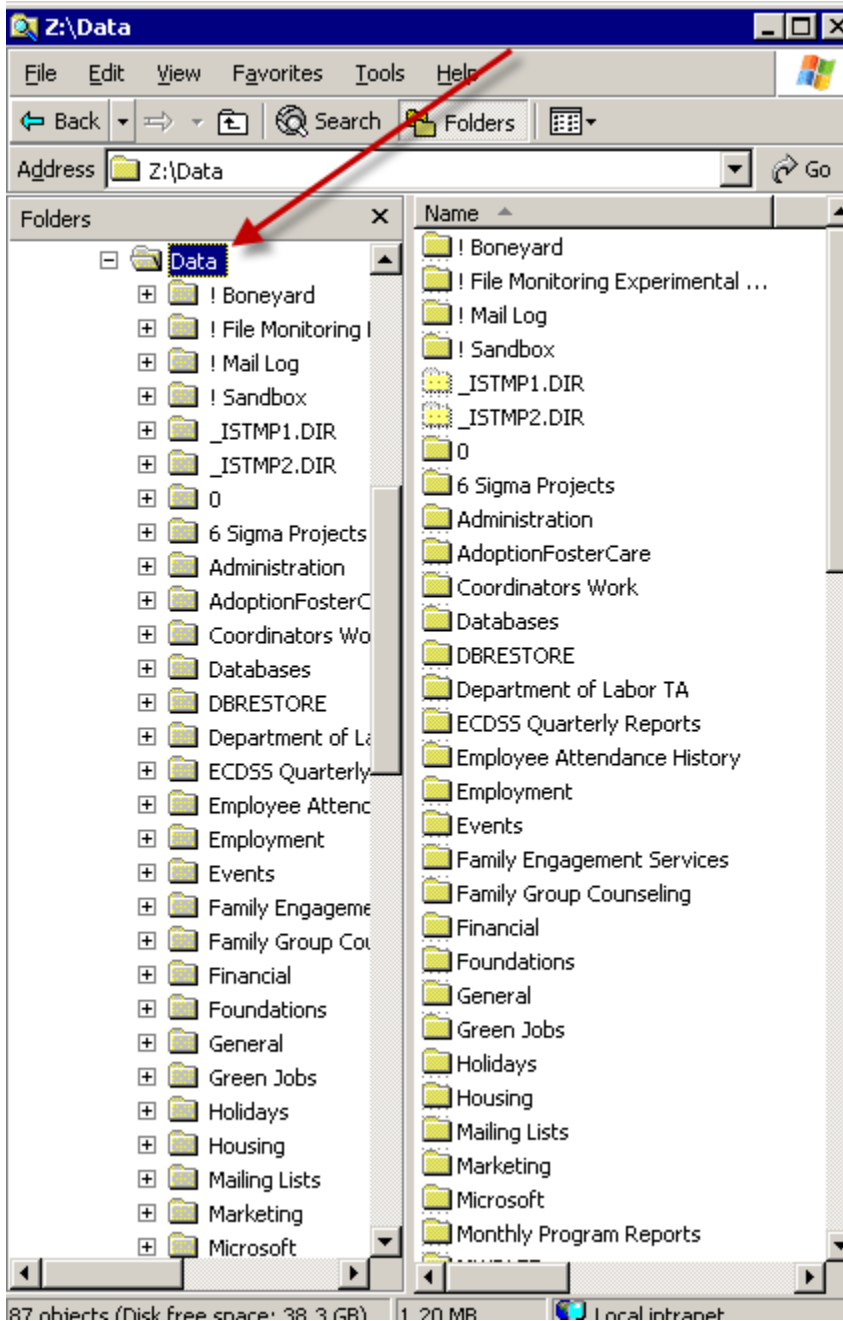 Z:\Data
File Edit View Favorites Tools Help
Back Search Folders
Address Z:\Data Go
Folders
Data
! Boneyard
! File Monitoring
! Mail Log
! Sandbox
_ISTMP1.DIR
_ISTMP2.DIR
0
6 Sigma Projects
Administration
AdoptionFosterC
Coordinators Wo
Databases
DBRESTORE
Department of La
ECDSS Quarterly
Employee Attenc
Employment
Events
Family Engageme
Family Group Cou
Financial
Foundations
General
Green Jobs
Holidays
Housing
Mailing Lists
Marketing
Microsoft
Name
! Boneyard
! File Monitoring Experimental ...
! Mail Log
! Sandbox
_ISTMP1.DIR
_ISTMP2.DIR
0
6 Sigma Projects
Administration
AdoptionFosterCare
Coordinators Work
Databases
DBRESTORE
Department of Labor TA
ECDSS Quarterly Reports
Employee Attendance History
Employment
Events
Family Engagement Services
Family Group Counseling
Financial
Foundations
General
Green Jobs
Holidays
Housing
Mailing Lists
Marketing
Microsoft
Monthly Program Reports
87 objects (Disk free space: 38.3 GB) 1.20 MB Local intranet